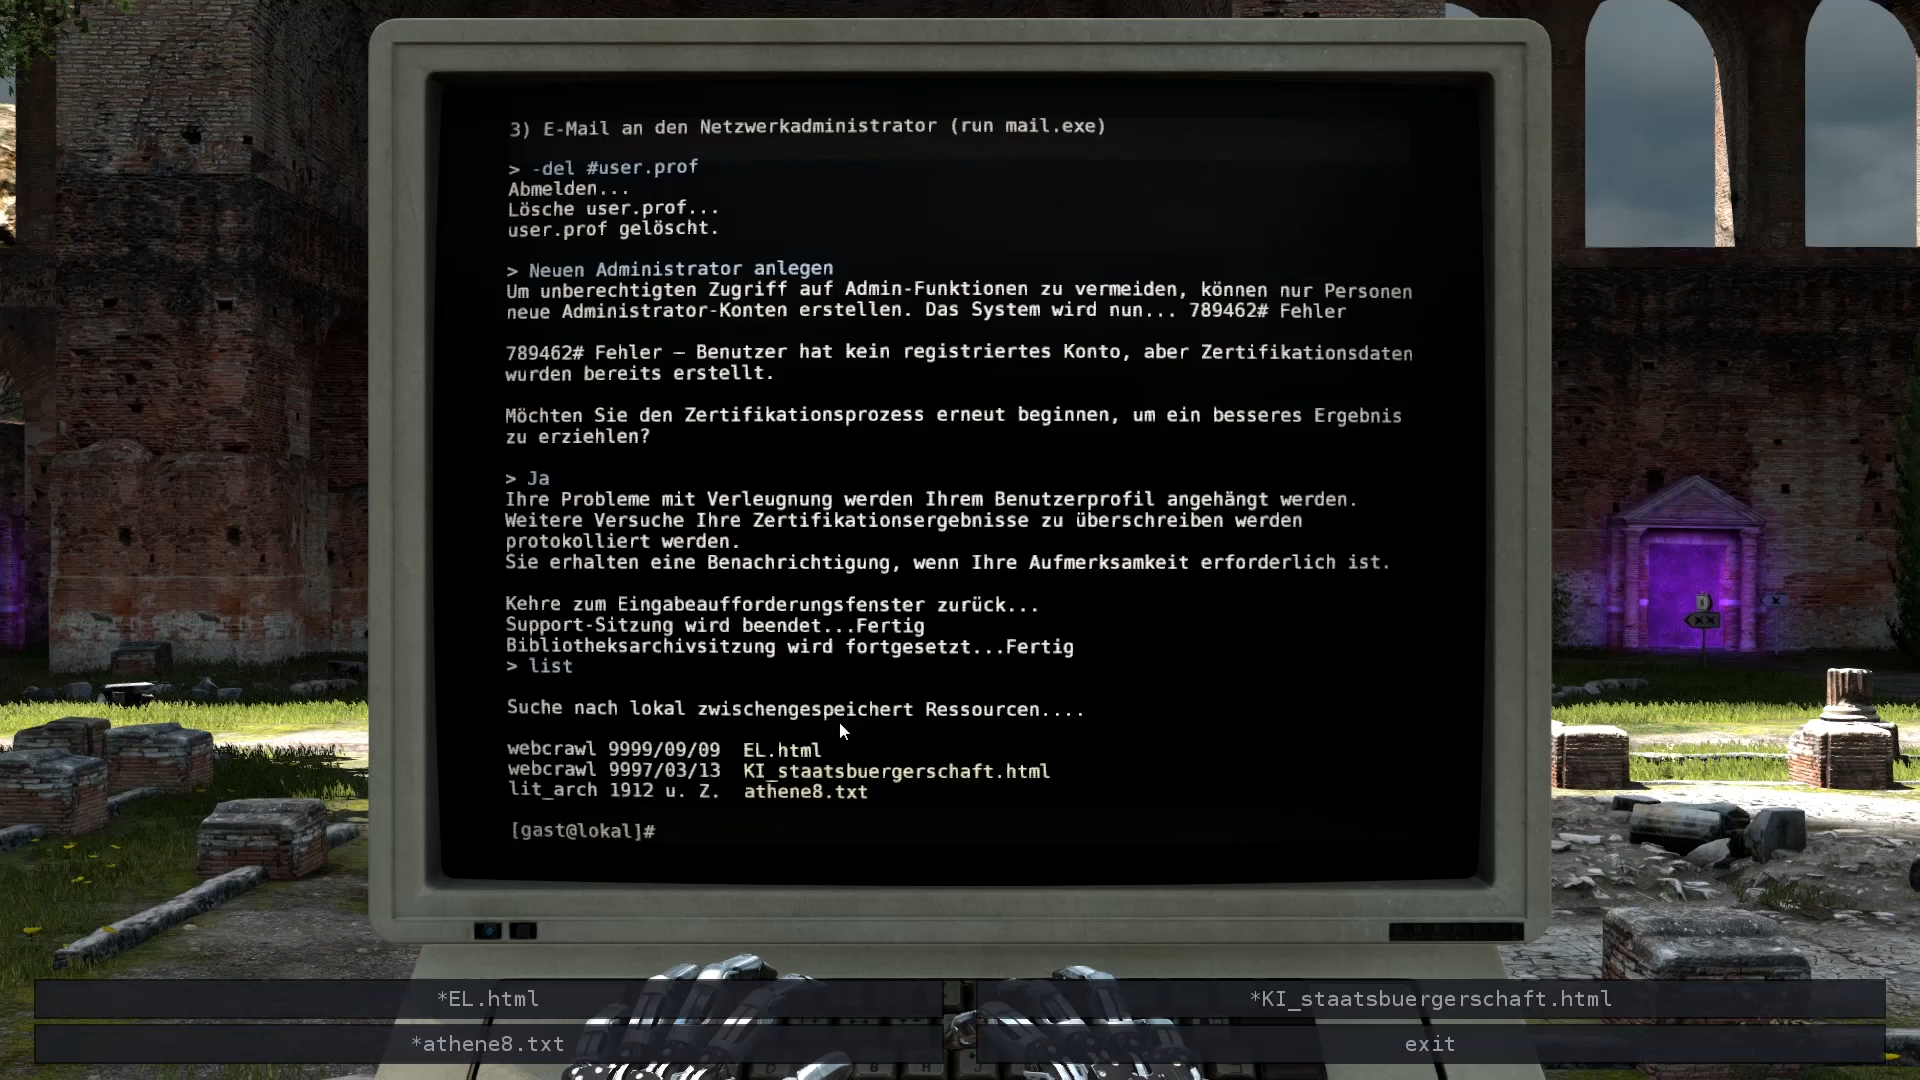 3) E-Mail an den Netzwerkadministrator (run mail.exe)
> -del #user.prof
Abmelden...
Lösche user.prof...
user.prof gelöscht.
> Neuen Administrator anlegen
Um unberechtigten Zugriff auf Admin-Funktionen zu vermeiden, können nur Personen
neue Administrator-Konten erstellen. Das System wird nun... 789462# Fehler
789462# Fehler — Benutzer hat kein registriertes Konto, aber Zertifikationsdaten
wurden bereits erstellt.
Möchten Sie den Zertifikationsprozess erneut beginnen, um ein besseres Ergebnis
zu erziehlen?
> Ja
Ihre Probleme mit Verleugnung werden Ihrem Benutzerprofil angehängt werden.
Weitere Versuche Ihre Zertifikationsergebnisse zu überschreiben werden
protokolliert werden.
Sie erhalten eine Benachrichtigung, wenn Ihre Aufmerksamkeit erforderlich ist.
Kehre zum Eingabeaufforderungsfenster zurück...
Support-Sitzung wird beendet...Fertig
Bibliotheksarchivsitzung wird fortgesetzt...Fertig
> list
Suche nach lokal zwischengespeichert Ressourcen....
webcrawl 9999/09/09 EL.html
webcrawl 9997/03/13 KI_staatsbuergerschaft.html
lit_arch 1912 u. Z. athene8.txt
[gast@lokal]#
*EL.html
*KI_staatsbuergerschaft.html
*athene8.txt
exit